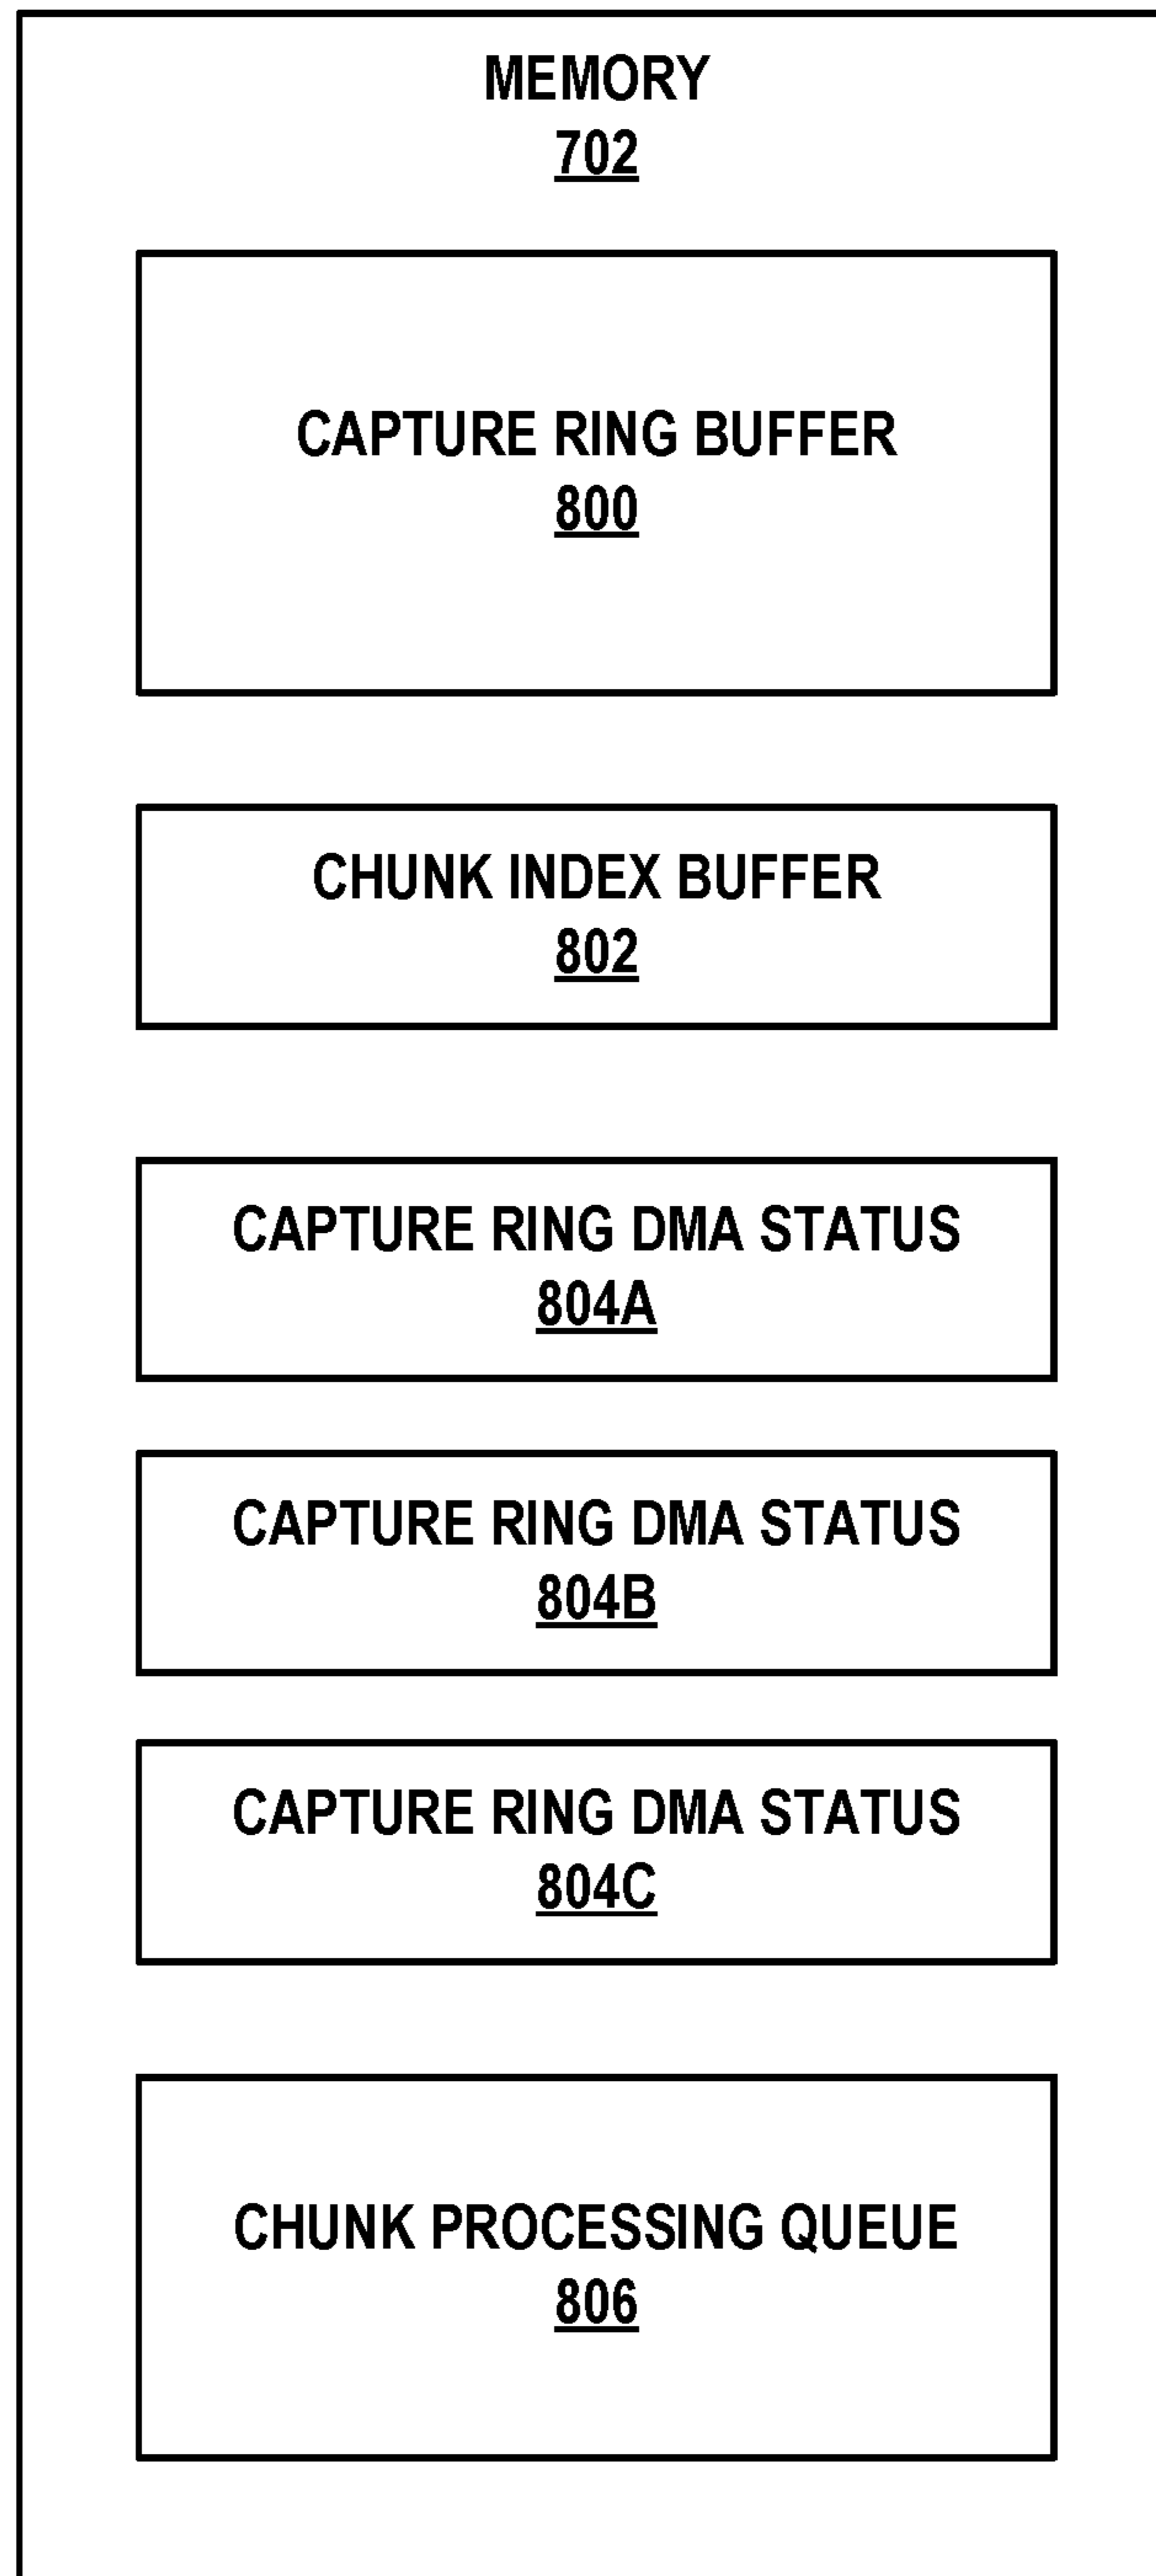 MEMORY
702
CAPTURE RING BUFFER
800
CHUNK INDEX BUFFER
802
CAPTURE RING DMA STATUS
804A
CAPTURE RING DMA STATUS
804B
CAPTURE RING DMA STATUS
804C
CHUNK PROCESSING QUEUE
806